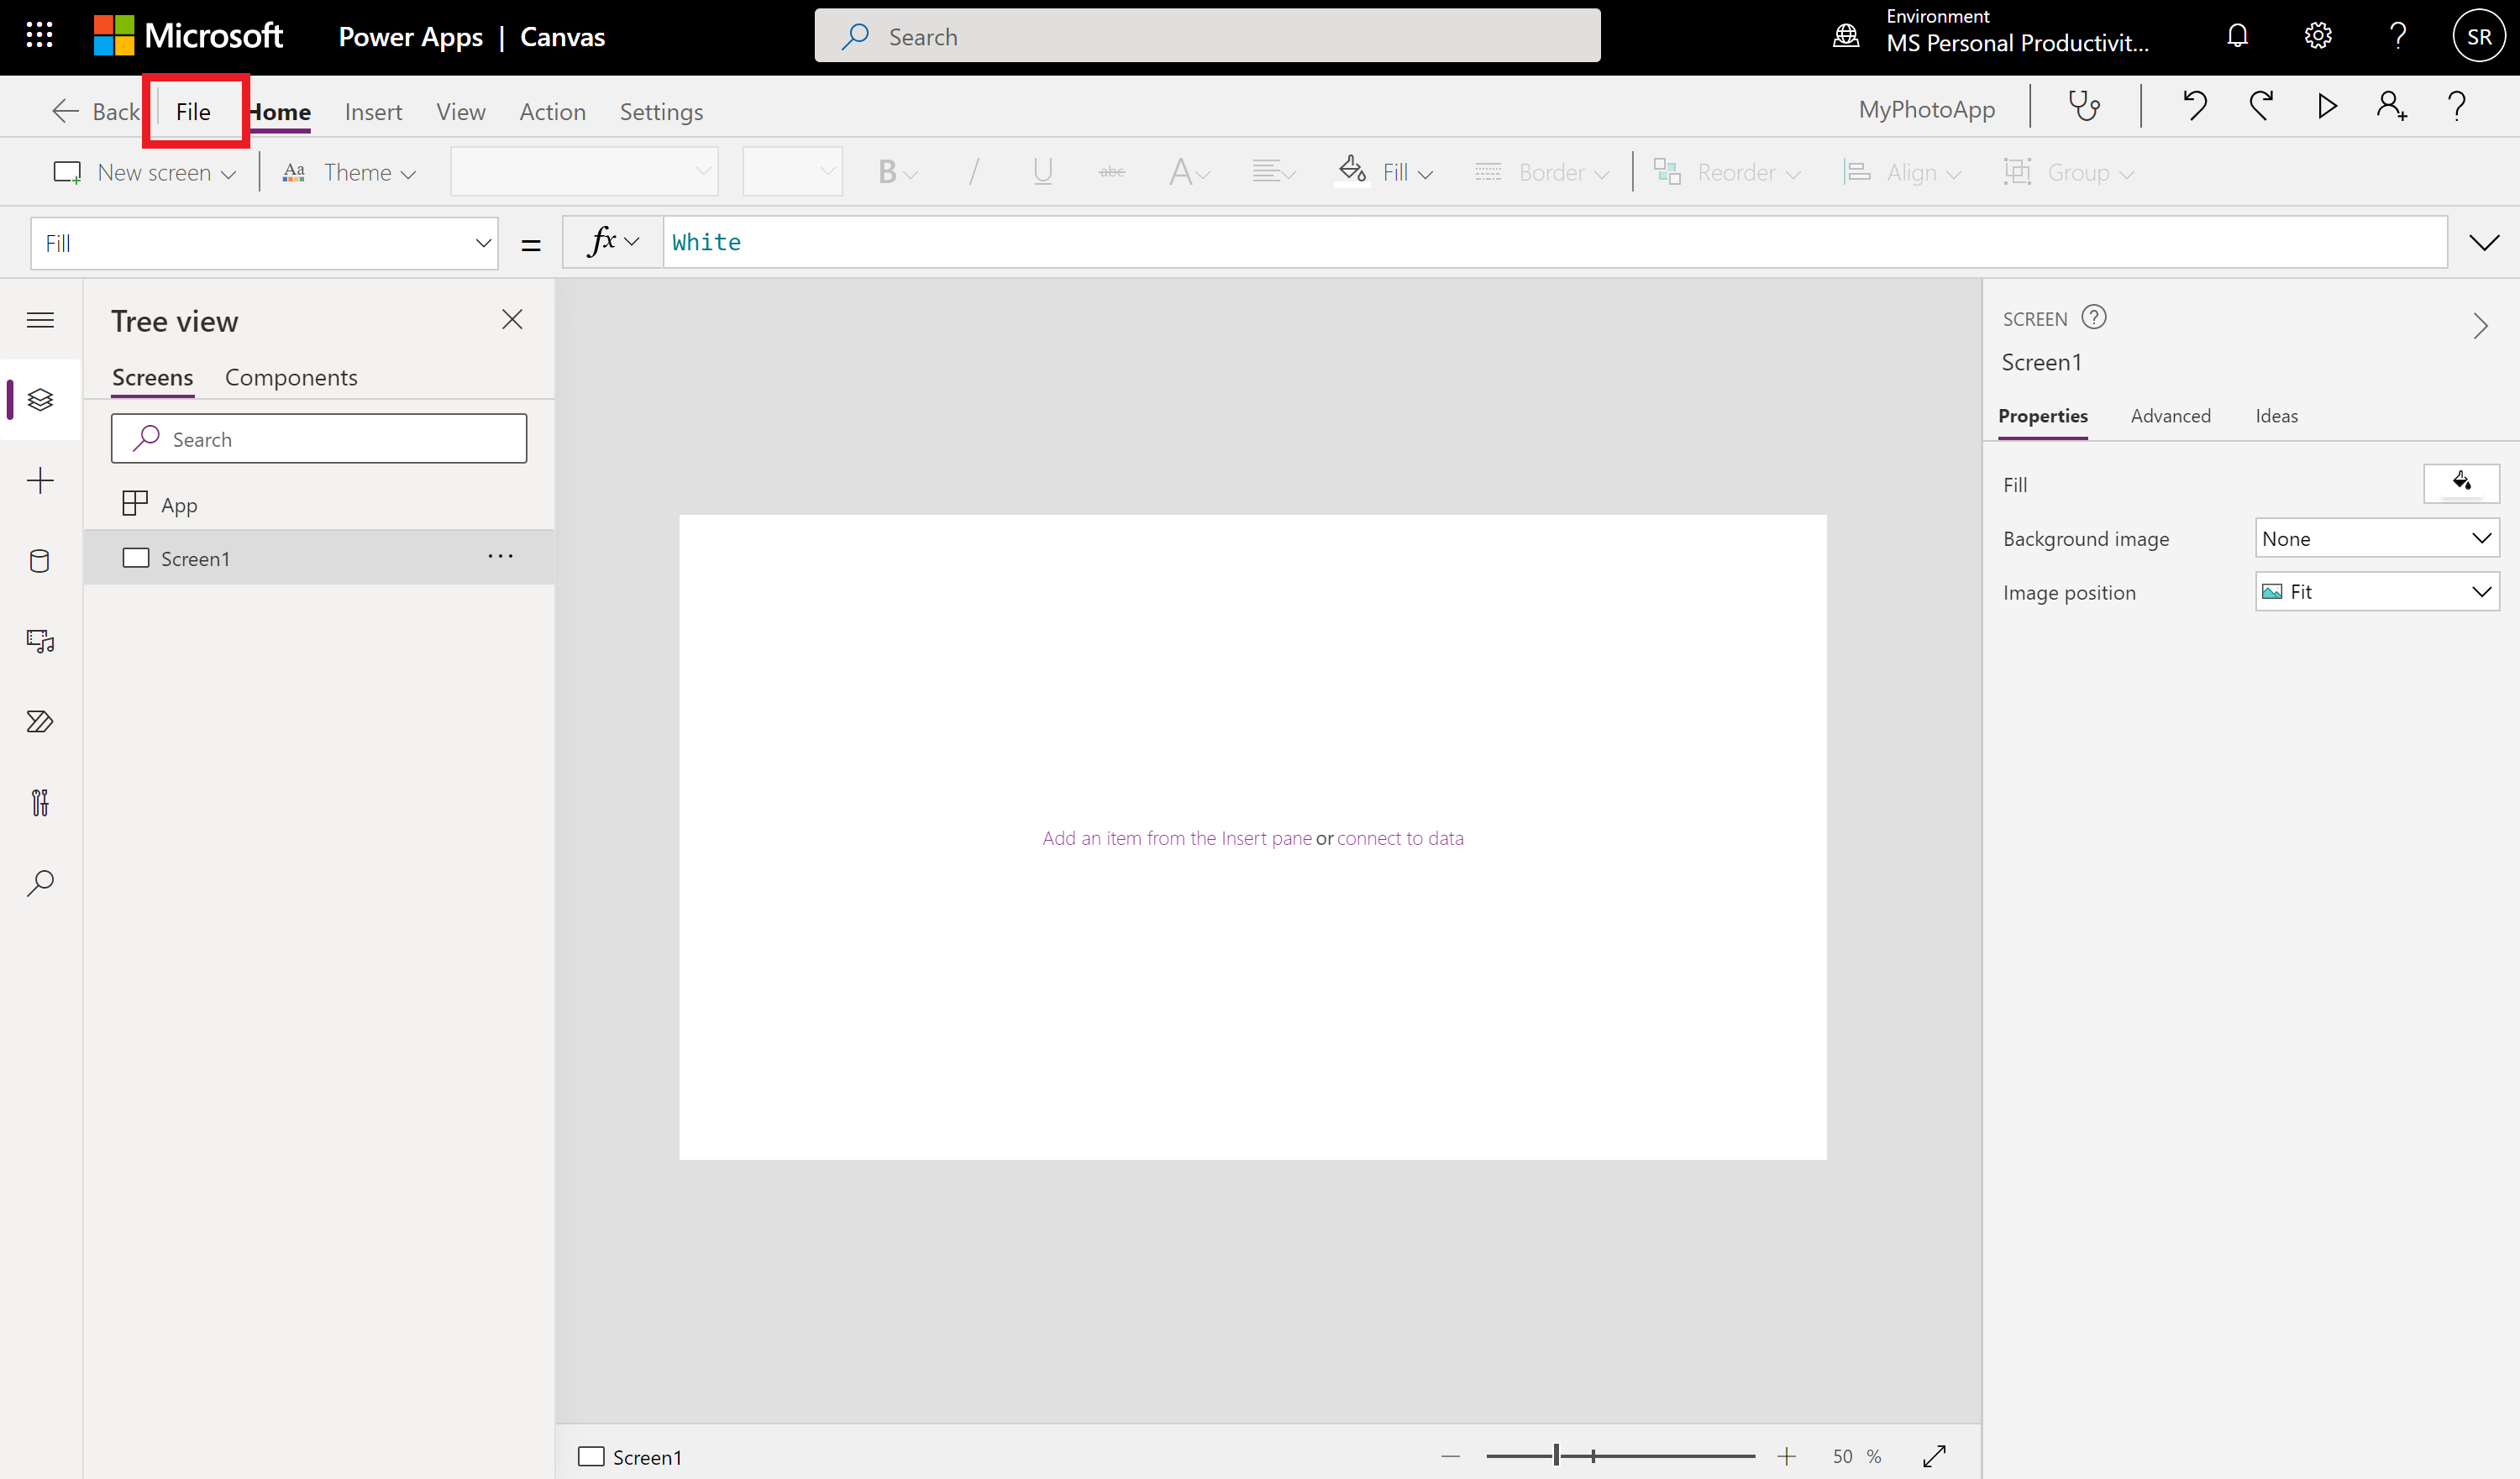 Microsoft Power Apps | Canvas
Search
Environment
MS Personal Productivit...
SR
Back File Home Insert View Action Settings
MyPhotoApp
New screen Aa Theme B / U abc A Fill Border Reorder Align Group
Fill = fx White
Tree view
Screens Components
Search
App
Screen1
Add an item from the Insert pane or connect to data
SCREEN ?
Screen1
Properties Advanced Ideas
Fill
Background image None
Image position Fit
Screen1
50 %